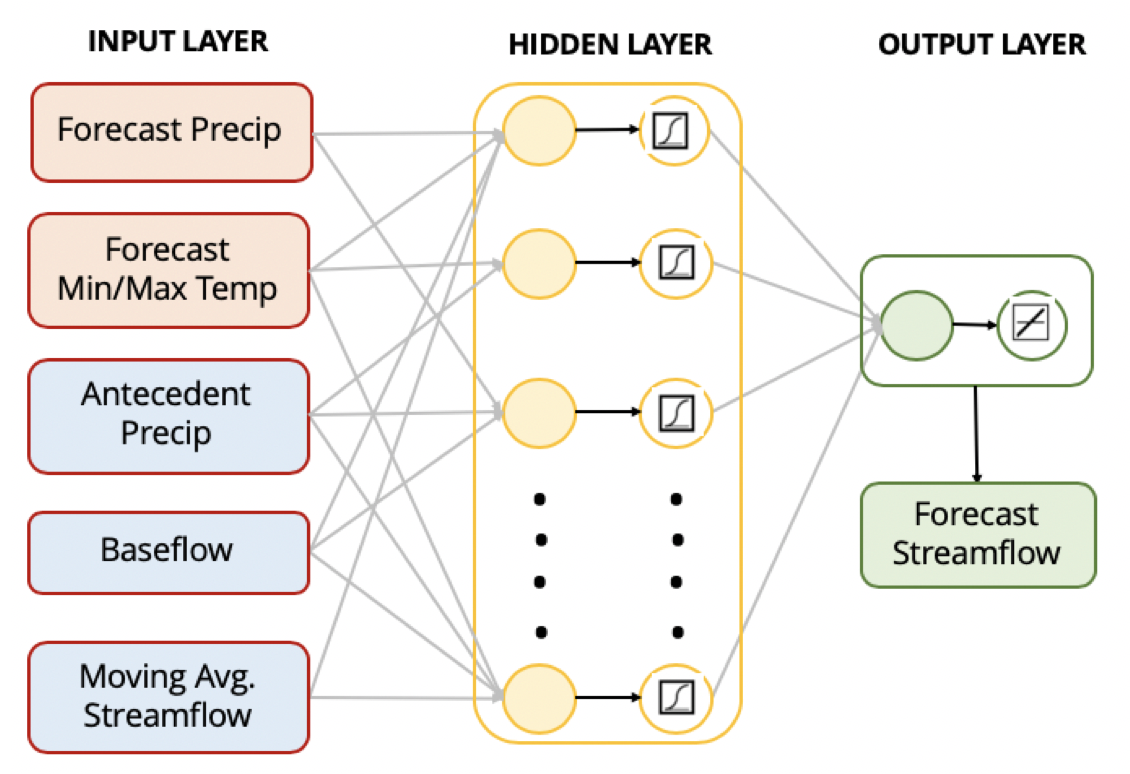 INPUT LAYER
HIDDEN LAYER
OUTPUT LAYER
Forecast Precip
Forecast
Min/Max Temp
Antecedent
Precip
Baseflow
Moving Avg.
Streamflow
Forecast
Streamflow